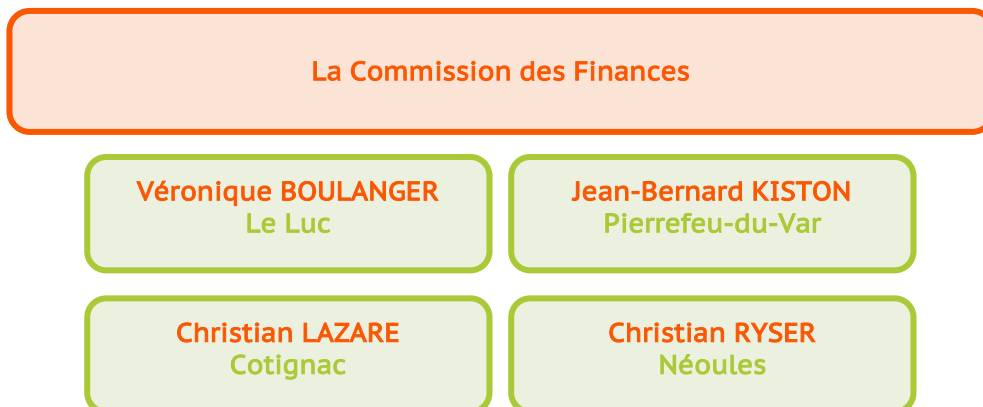 La Commission des Finances
Véronique BOULANGER
Le Luc
Jean-Bernard KISTON
Pierrefeu-du-Var
Christian LAZARE
Cotignac
Christian RYSER
Néoules